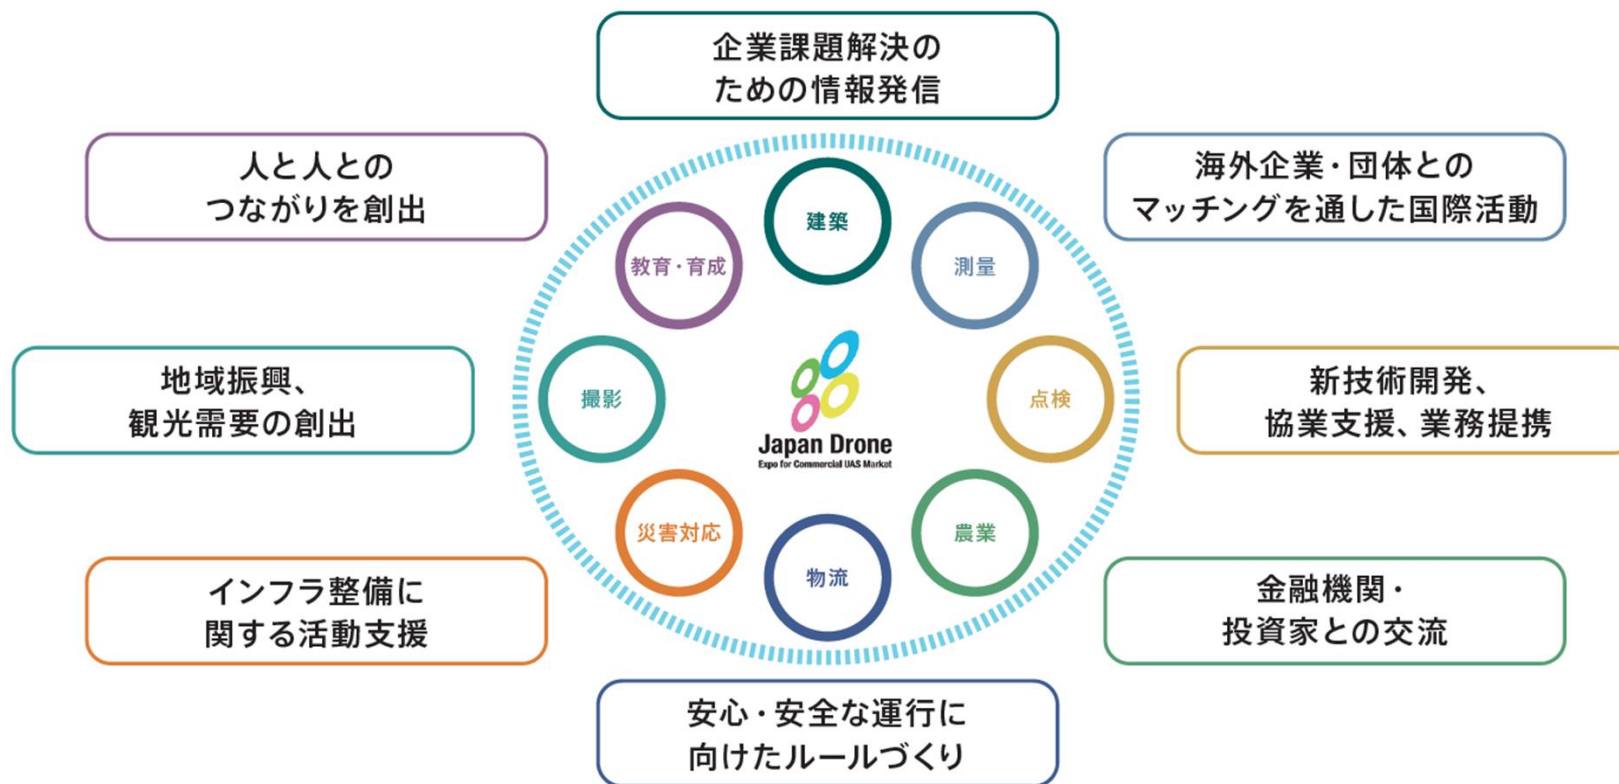 企業課題解決の
ための情報発信
人と人との
つながりを創出
海外企業・団体との
マッチングを通した国際活動
建築
教育・育成
測量
地域振興、
観光需要の創出
撮影
点検
新技術開発、
協業支援、業務提携
Japan Drone
Expo for Commercial UAS Market
災害対応
農業
物流
インフラ整備に
関する活動支援
金融機関・
投資家との交流
安心・安全な運行に
向けたルールづくり